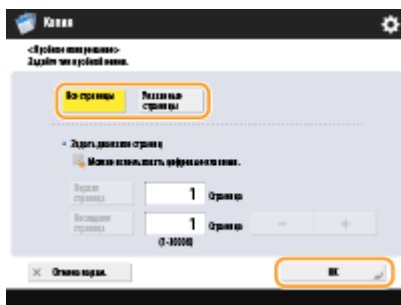 Копия
<Пробное копирование>
Задайте тип пробной копии.
Все страницы
Указанные страницы
Задать диапазон страниц
Можно использовать цифровые клавиши.
Первая страница
1 Страница
Последняя страница
1 Страница
- +
(1-30000)
× Отмена парам.
OK